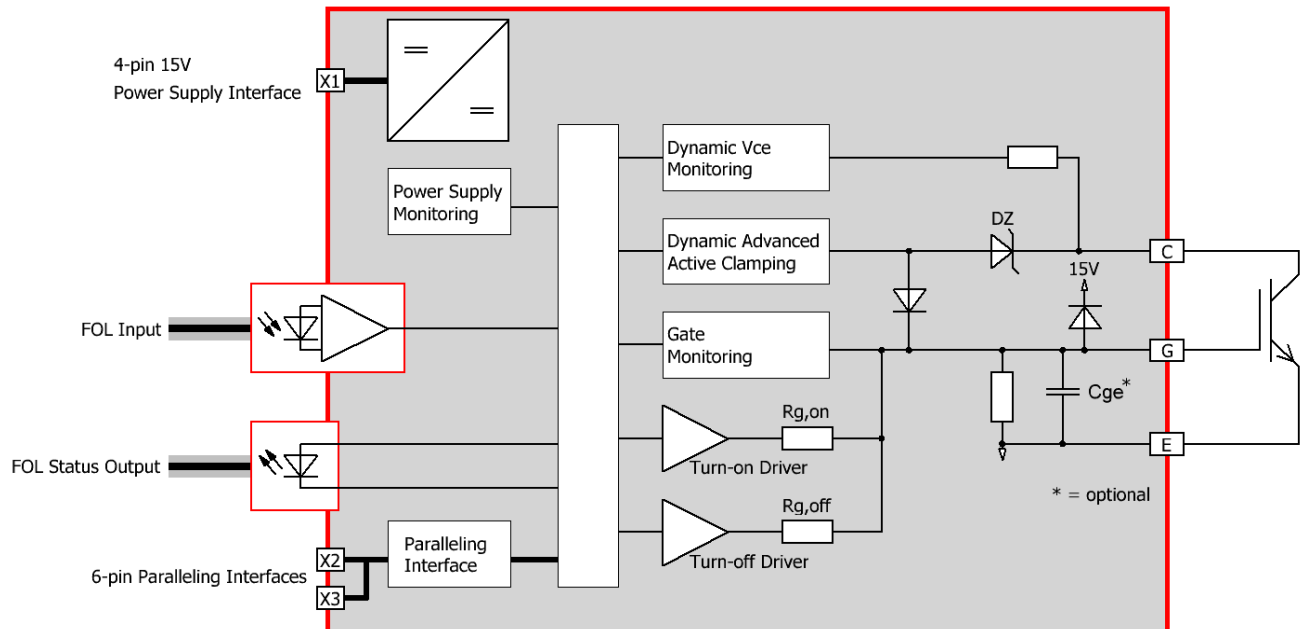 4-pin 15V
Power Supply Interface
X1
Dynamic Vce
Monitoring
Power Supply
Monitoring
Dynamic Advanced
Active Clamping
DZ
C
15V
FOL Input
Gate
Monitoring
G
Cge*
Rg,on
E
Turn-on Driver
FOL Status Output
* = optional
Rg,off
Paralleling
Interface
Turn-off Driver
X2
6-pin Paralleling Interfaces
X3